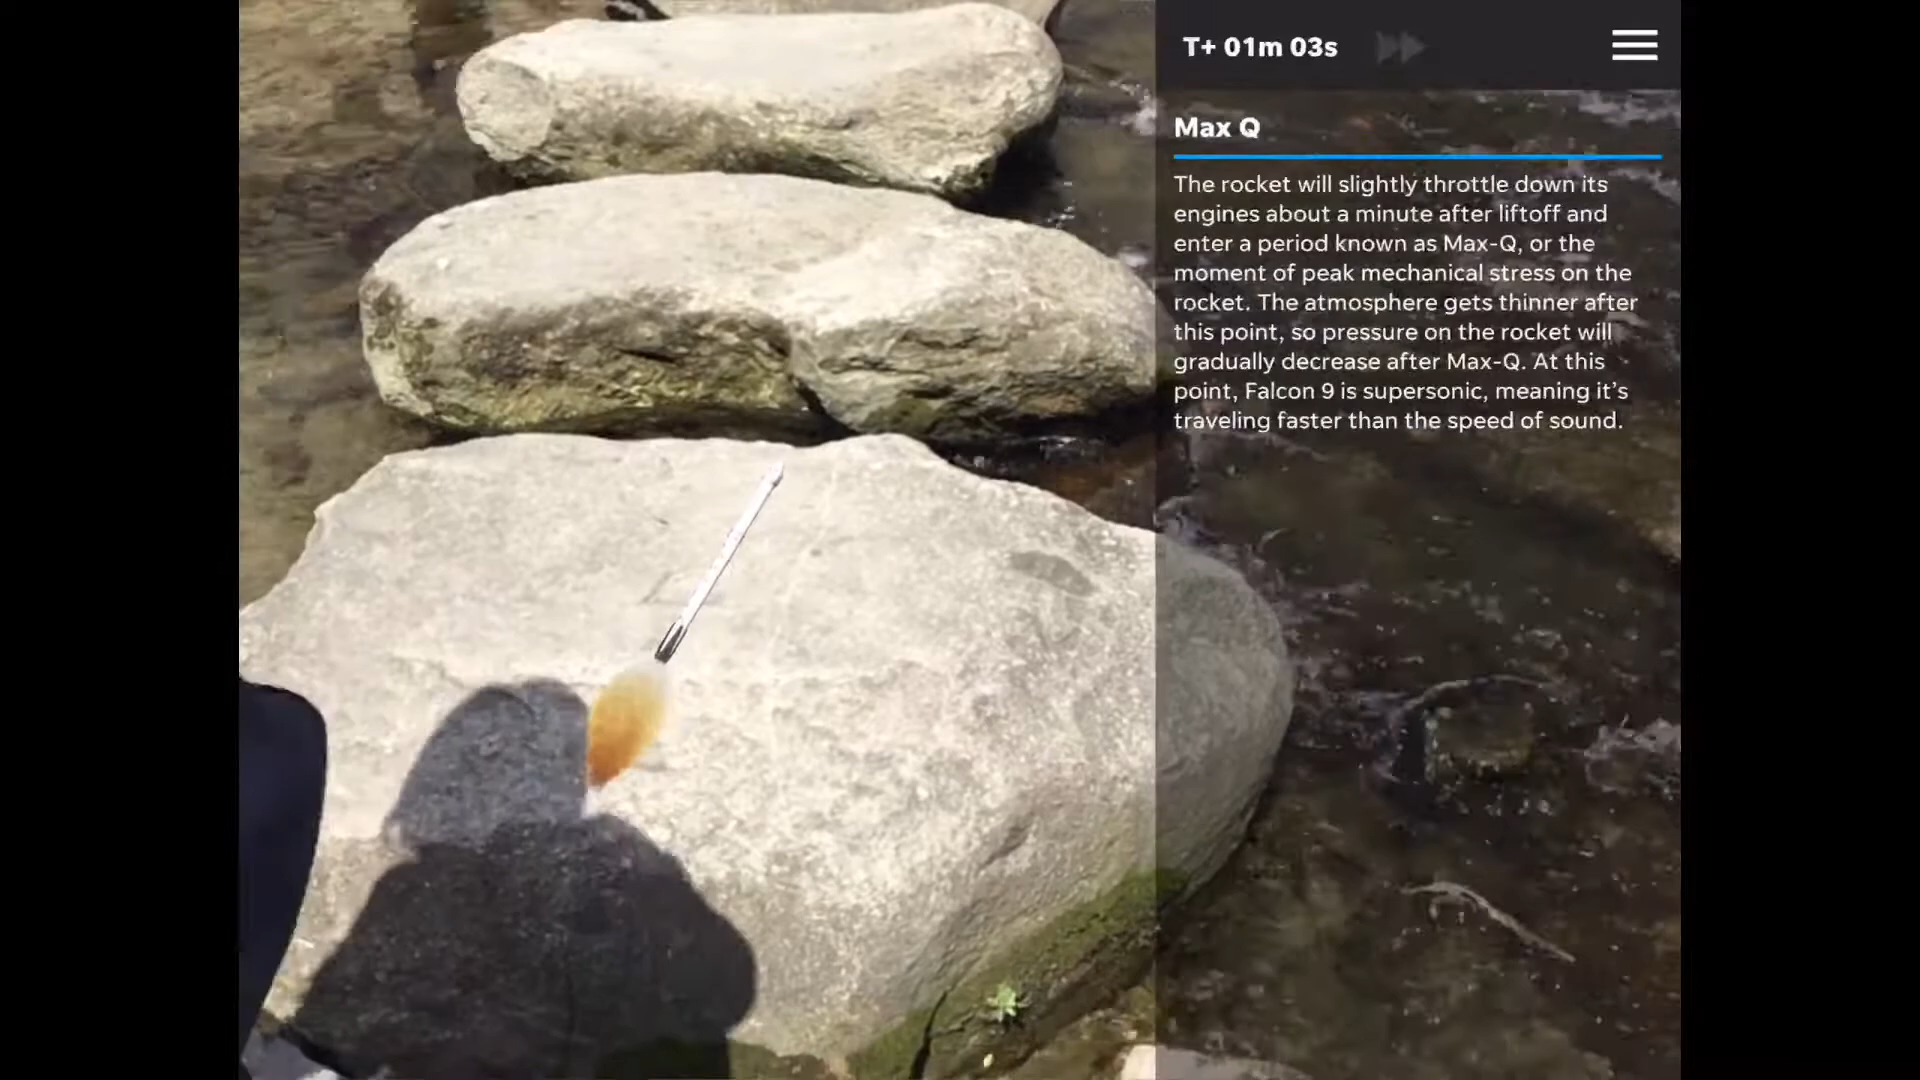 T+ 01m 03s
Max Q
The rocket will slightly throttle down its
engines about a minute after liftoff and
enter a period known as Max-Q, or the
moment of peak mechanical stress on the
rocket. The atmosphere gets thinner after
this point, so pressure on the rocket will
gradually decrease after Max-Q. At this
point, Falcon 9 is supersonic, meaning it’s
traveling faster than the speed of sound.